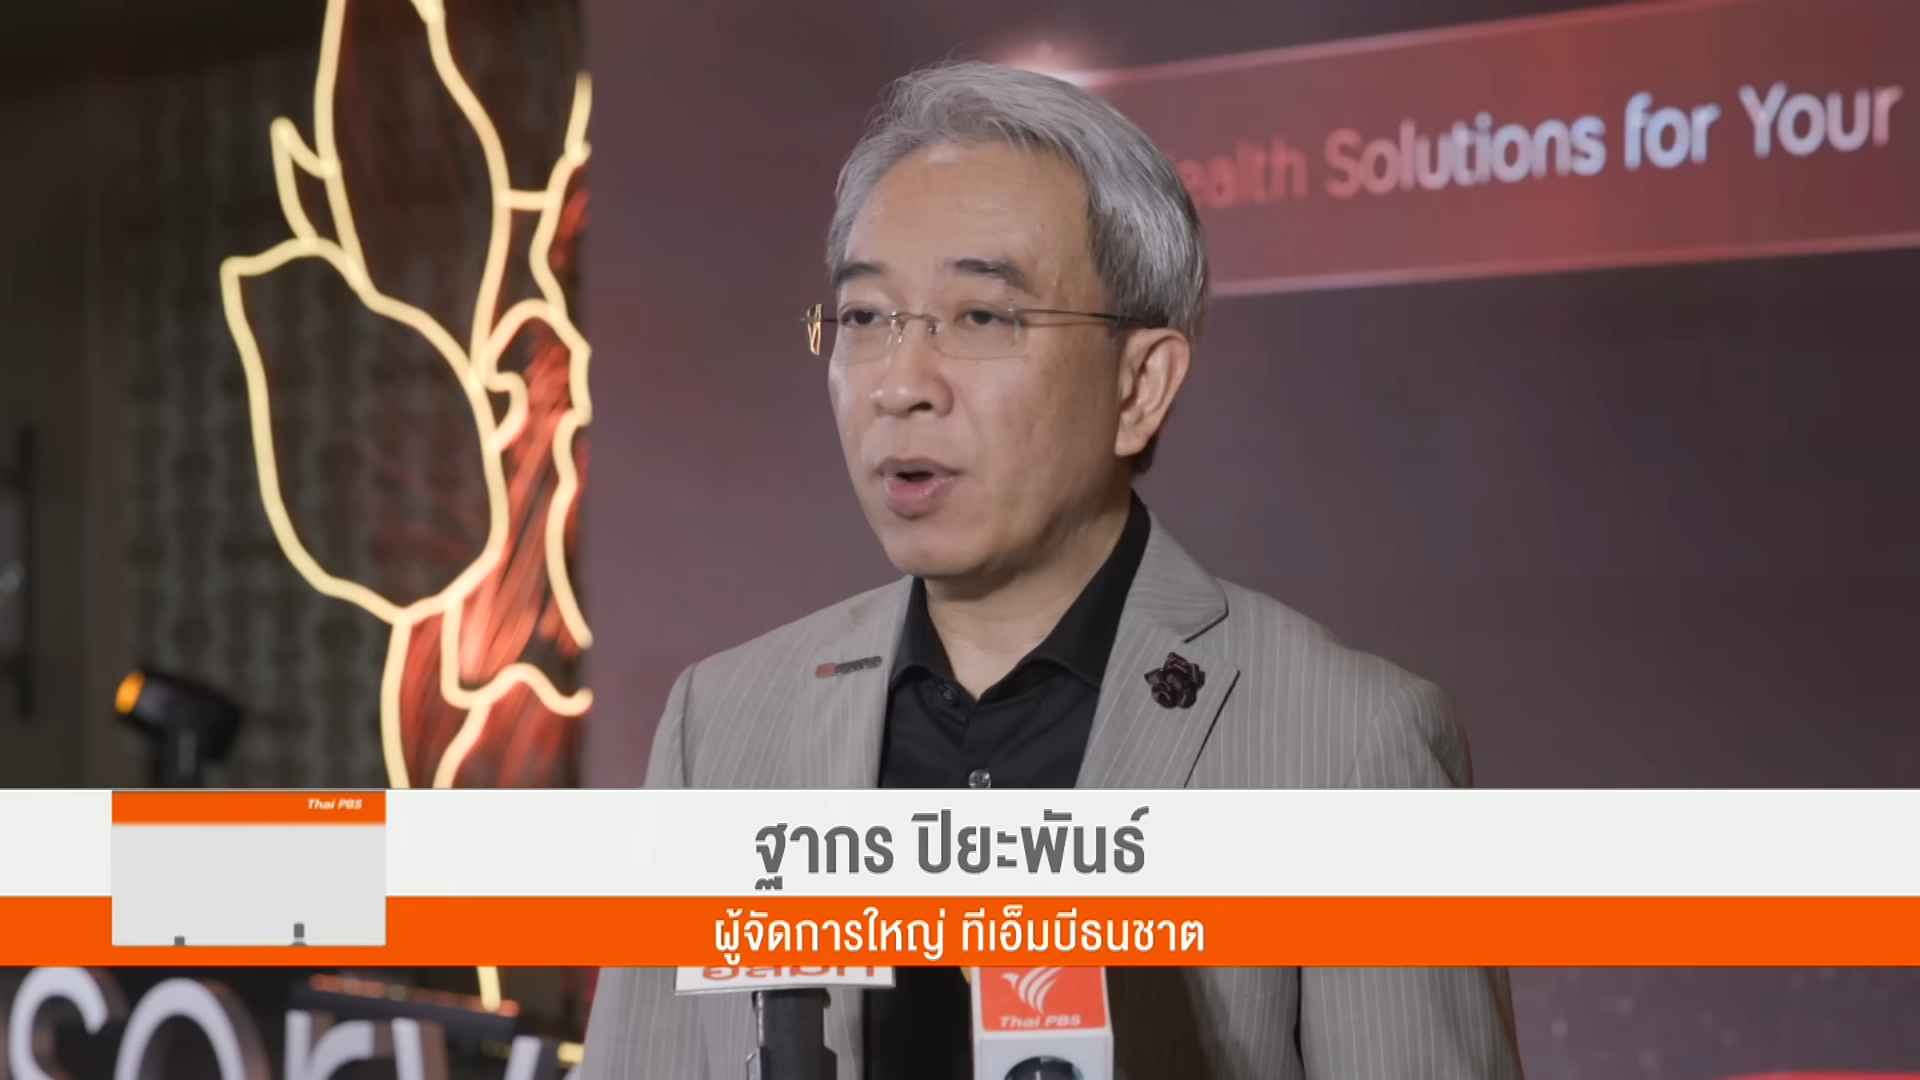 Solutions for Your
Thai PBS
ฐากร ปิยะพันธ์
ผู้จัดการใหญ่ ทีเอ็มบีธนชาต
Thai PBS